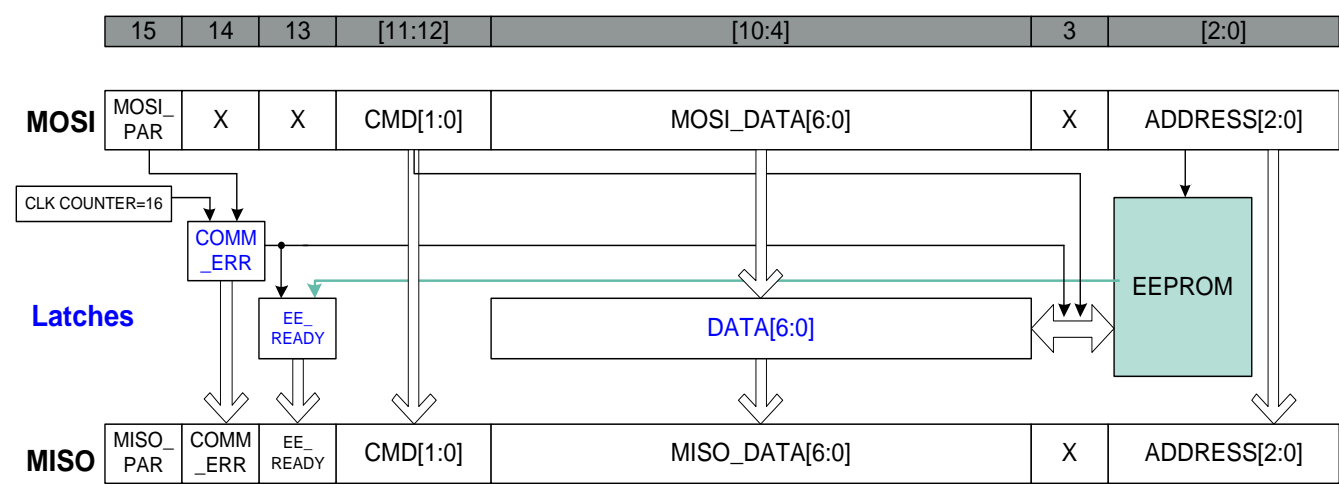 15 14 13 [11:12] [10:4] 3 [2:0]
MOSI MOSI_ PAR X X CMD[1:0] MOSI_DATA[6:0] X ADDRESS[2:0]
CLK COUNTER=16
COMM
_ERR
EEPROM
Latches
EE_
READY
DATA[6:0]
MISO MISO_ PAR COMM _ERR EE_ READY CMD[1:0] MISO_DATA[6:0] X ADDRESS[2:0]